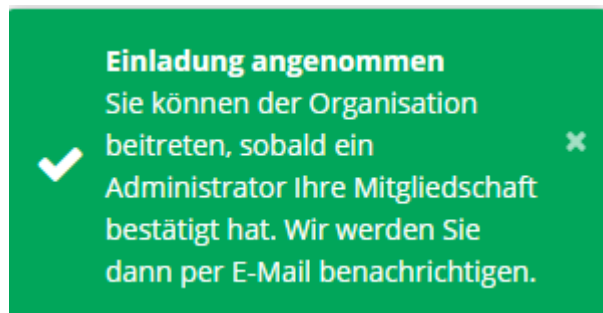 Einladung angenommen
Sie können der Organisation
beitreten, sobald ein
Administrator Ihre Mitgliedschaft
bestätigt hat. Wir werden Sie
dann per E-Mail benachrichtigen.